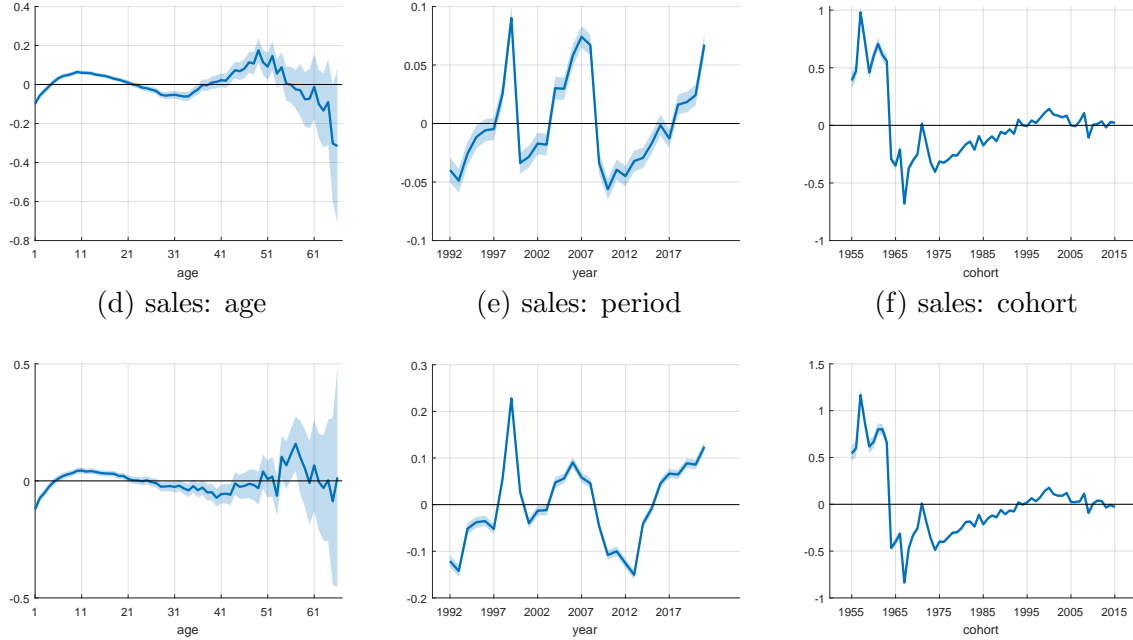 0.4
0.2
0
-0.2
-0.4
-0.6
-0.8
1 11 21 31 41 51 61
age
0.1
0.05
0
-0.05
-0.1
1992 1997 2002 2007 2012 2017
year
1
0.5
0
-0.5
-1
1955 1965 1975 1985 1995 2005 2015
cohort
(d) sales: age
(e) sales: period
(f) sales: cohort
0.5
0
-0.5
1 11 21 31 41 51 61
age
0.3
0.2
0.1
0
-0.1
-0.2
1992 1997 2002 2007 2012 2017
year
1.5
1
0.5
0
-0.5
-1
1955 1965 1975 1985 1995 2005 2015
cohort